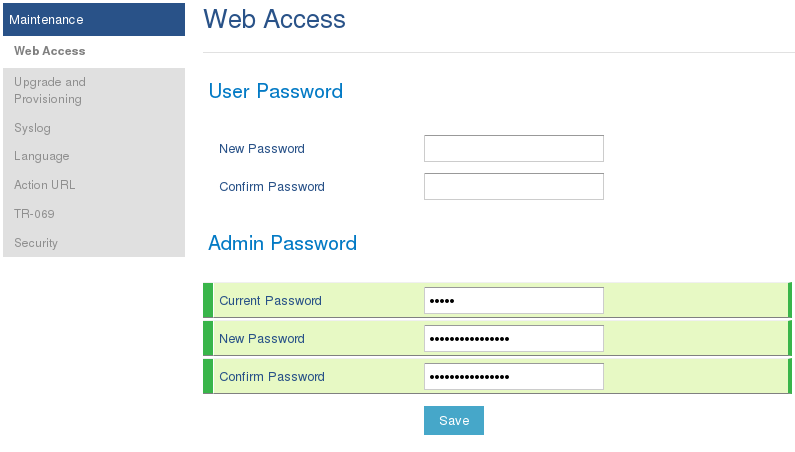 Maintenance
Web Access
Upgrade and
Provisioning
Syslog
Language
Action URL
TR-069
Security
Web Access
User Password
New Password
Confirm Password
Admin Password
Current Password •••••
New Password ••••••••••••••••
Confirm Password ••••••••••••••••
Save